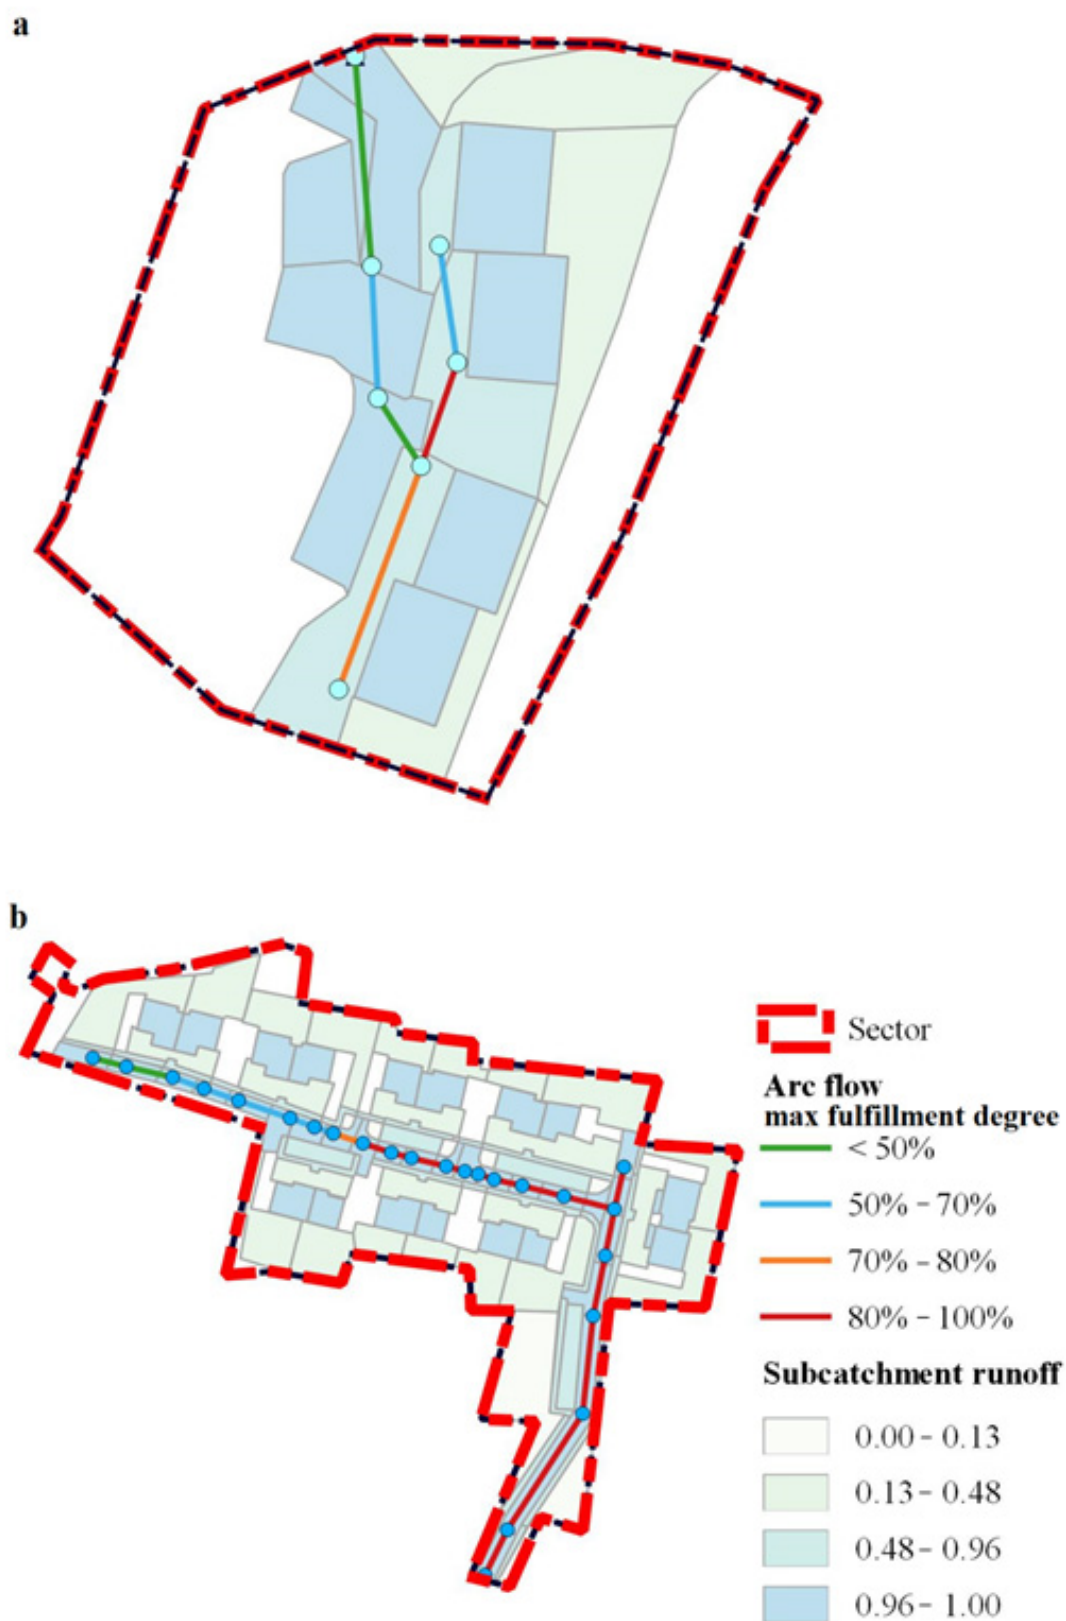 a
b
Sector
Arc flow
max fulfillment degree
< 50%
50% - 70%
70% - 80%
80% - 100%
Subcatchment runoff
0.00 - 0.13
0.13 - 0.48
0.48 - 0.96
0.96 - 1.00